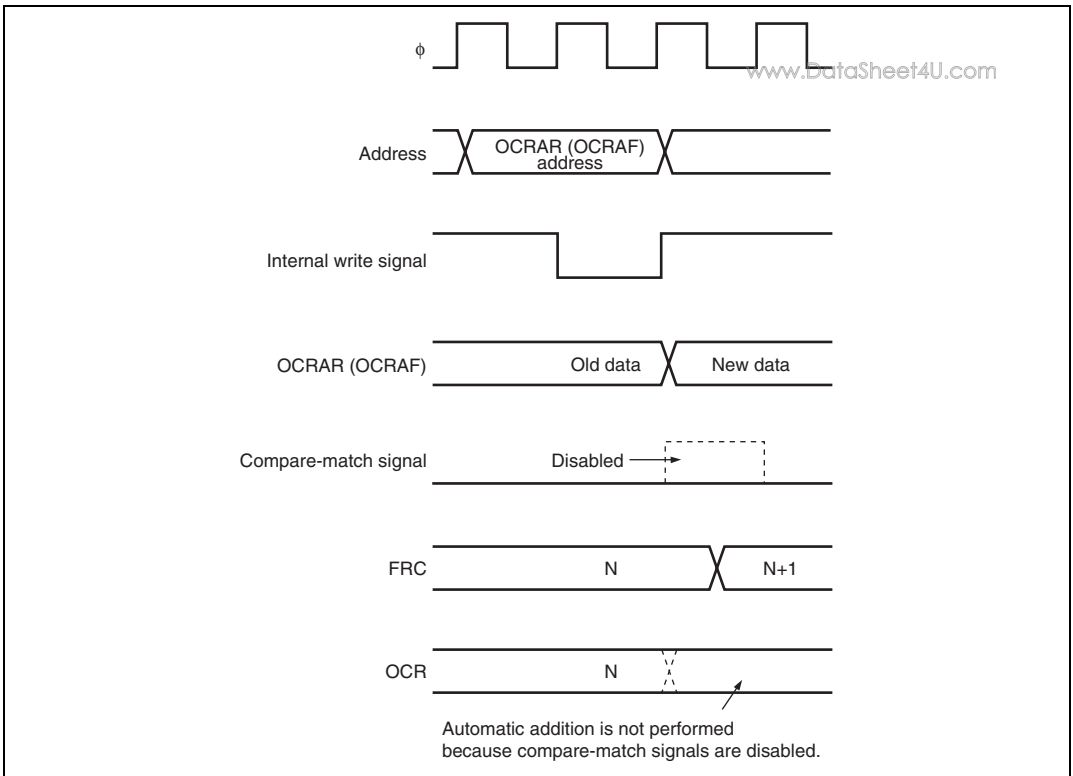 ϕ
www.DataSheet4U.com
Address
OCRAR (OCRAF)
address
Internal write signal
OCRAR (OCRAF)
Old data
New data
Compare-match signal
Disabled
FRC
N
N+1
OCR
N
Automatic addition is not performed
because compare-match signals are disabled.